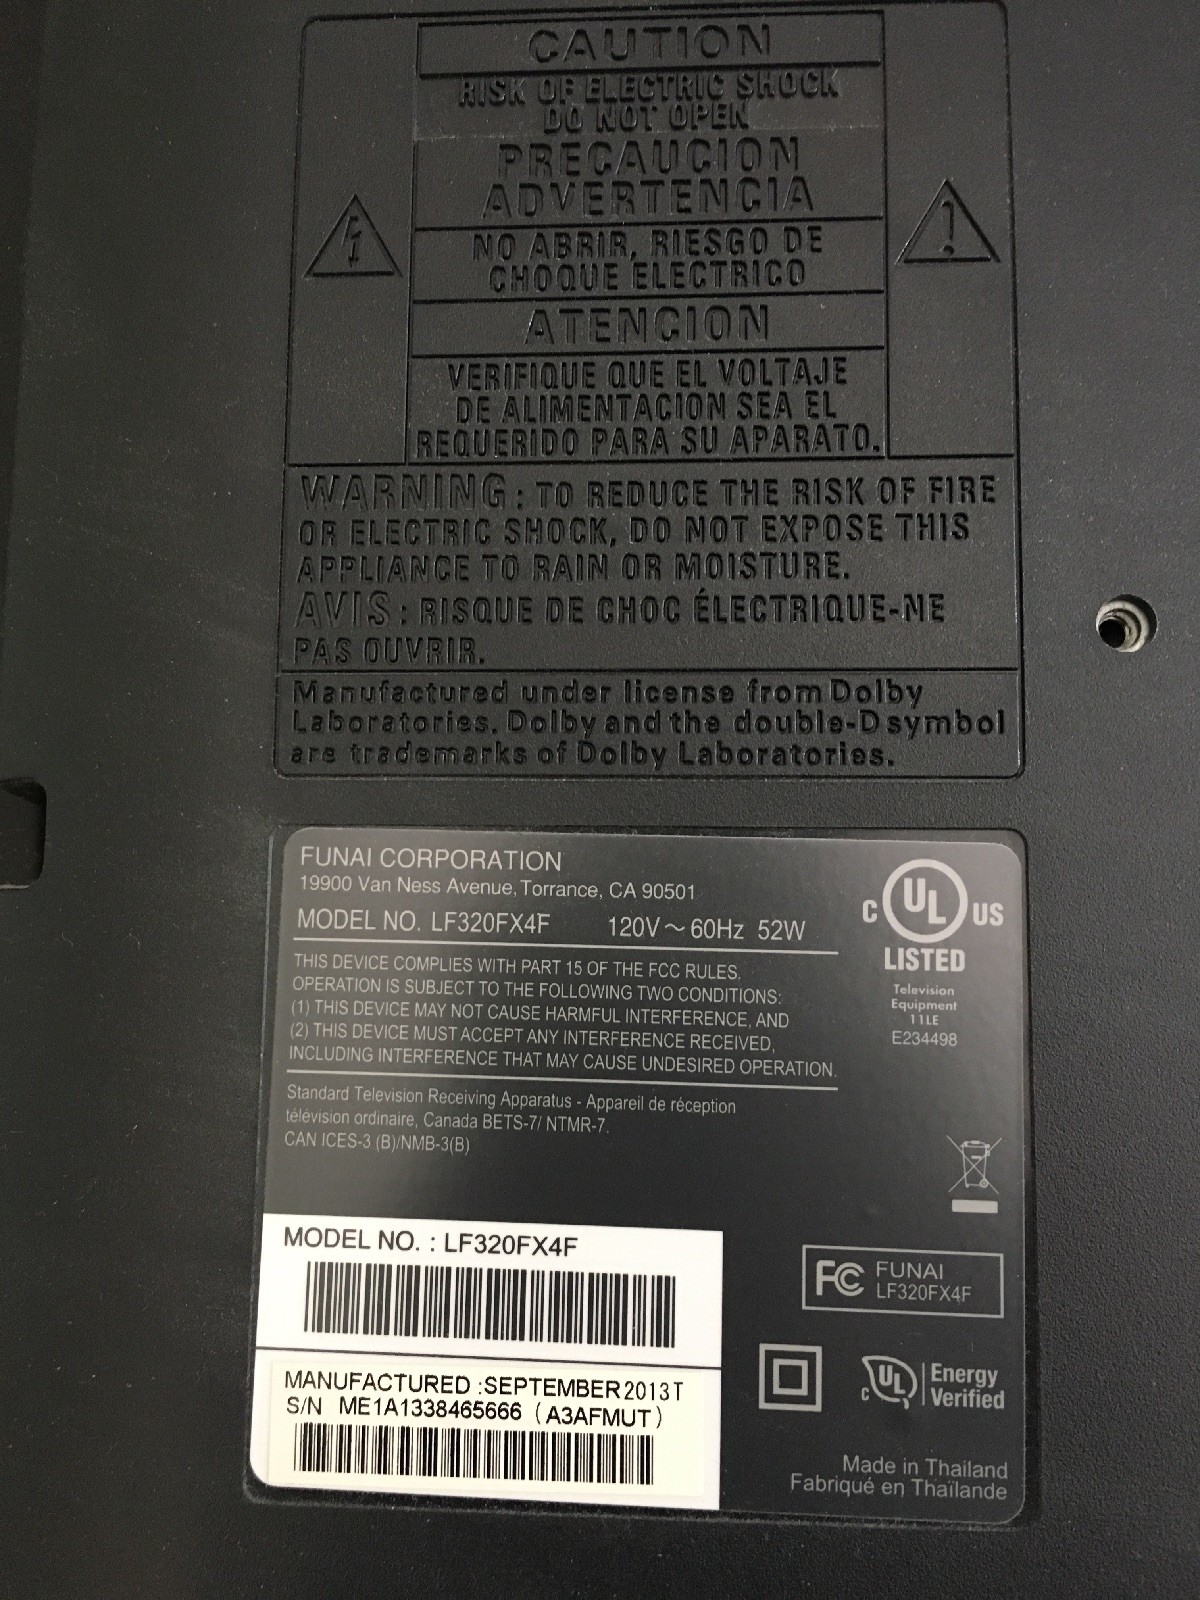 CAUTION
RISK OF ELECTRIC SHOCK
DO NOT OPEN
PRECAUCION
ADVERTENCIA
NO ABRIR, RIESGO DE
CHOQUE ELECTRICO
ATENCION
VERIFIQUE QUE EL VOLTAJE
DE ALIMENTACION SEA EL
REQUERIDO PARA SU APARATO.
WARNING: TO REDUCE THE RISK OF FIRE
OR ELECTRIC SHOCK, DO NOT EXPOSE THIS
APPLIANCE TO RAIN OR MOISTURE.
AVIS: RISQUE DE CHOC ÉLECTRIQUE-NE
PAS OUVRIR.
Manufactured under license from Dolby
Laboratories. Dolby and the double-D symbol
are trademarks of Dolby Laboratories.
FUNAI CORPORATION
19900 Van Ness Avenue, Torrance, CA 90501
MODEL NO. LF320FX4F 120V~60Hz 52W
THIS DEVICE COMPLIES WITH PART 15 OF THE FCC RULES.
OPERATION IS SUBJECT TO THE FOLLOWING TWO CONDITIONS:
(1) THIS DEVICE MAY NOT CAUSE HARMFUL INTERFERENCE, AND
(2) THIS DEVICE MUST ACCEPT ANY INTERFERENCE RECEIVED,
INCLUDING INTERFERENCE THAT MAY CAUSE UNDESIRED OPERATION.
Standard Television Receiving Apparatus - Appareil de réception
télévision ordinaire, Canada BETS-7/ NTMR-7.
CAN ICES-3 (B)/NMB-3(B)
C UL US
LISTED
Television
Equipment
11LE
E234498
MODEL NO. : LF320FX4F
MANUFACTURED :SEPTEMBER 2013T
S/N ME1A1338465666 (A3AFMUT)
FC FUNAI
LF320FX4F
C UL Energy
Verified
Made in Thailand
Fabriqué en Thaïlande